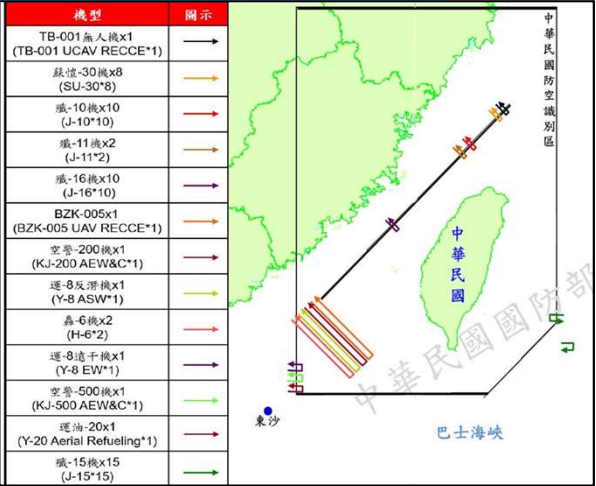 機型 圖示
TB-001無人機x1
(TB-001 UCAV RECCE*1)
蘇愷-30機x8
(SU-30*8)
殲-10機x10
(J-10*10)
殲-11機x2
(J-11*2)
殲-16機x10
(J-16*10)
BZK-005x1
(BZK-005 UAV RECCE*1)
空警-200機x1
(KJ-200 AEW&C*1)
運-8反潛機x1
(Y-8 ASW*1)
轟-6機x2
(H-6*2)
運-8遠干機x1
(Y-8 EW*1)
空警-500機x1
(KJ-500 AEW&C*1)
運油-20x1
(Y-20 Aerial Refueling*1)
殲-15機x15
(J-15*15)
中華民國防空識別區
中華民國
中華民國國防部
東沙
巴士海峽